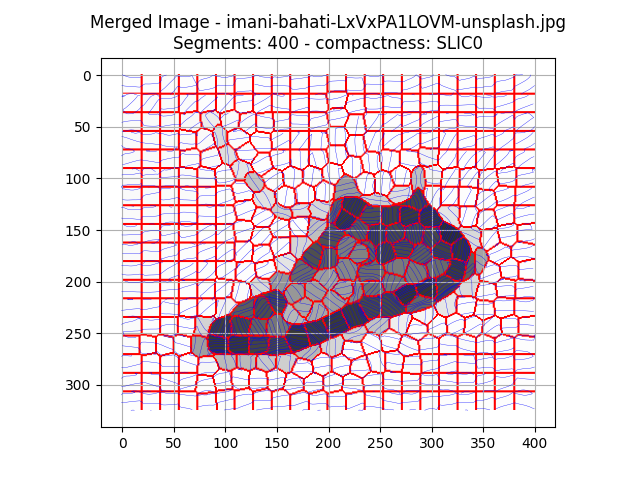 Merged Image - imani-bahati-LxVxPA1LOVM-unsplash.jpg
Segments: 400 - compactness: SLIC0
0
50
100
150
200
250
300
0 50 100 150 200 250 300 350 400